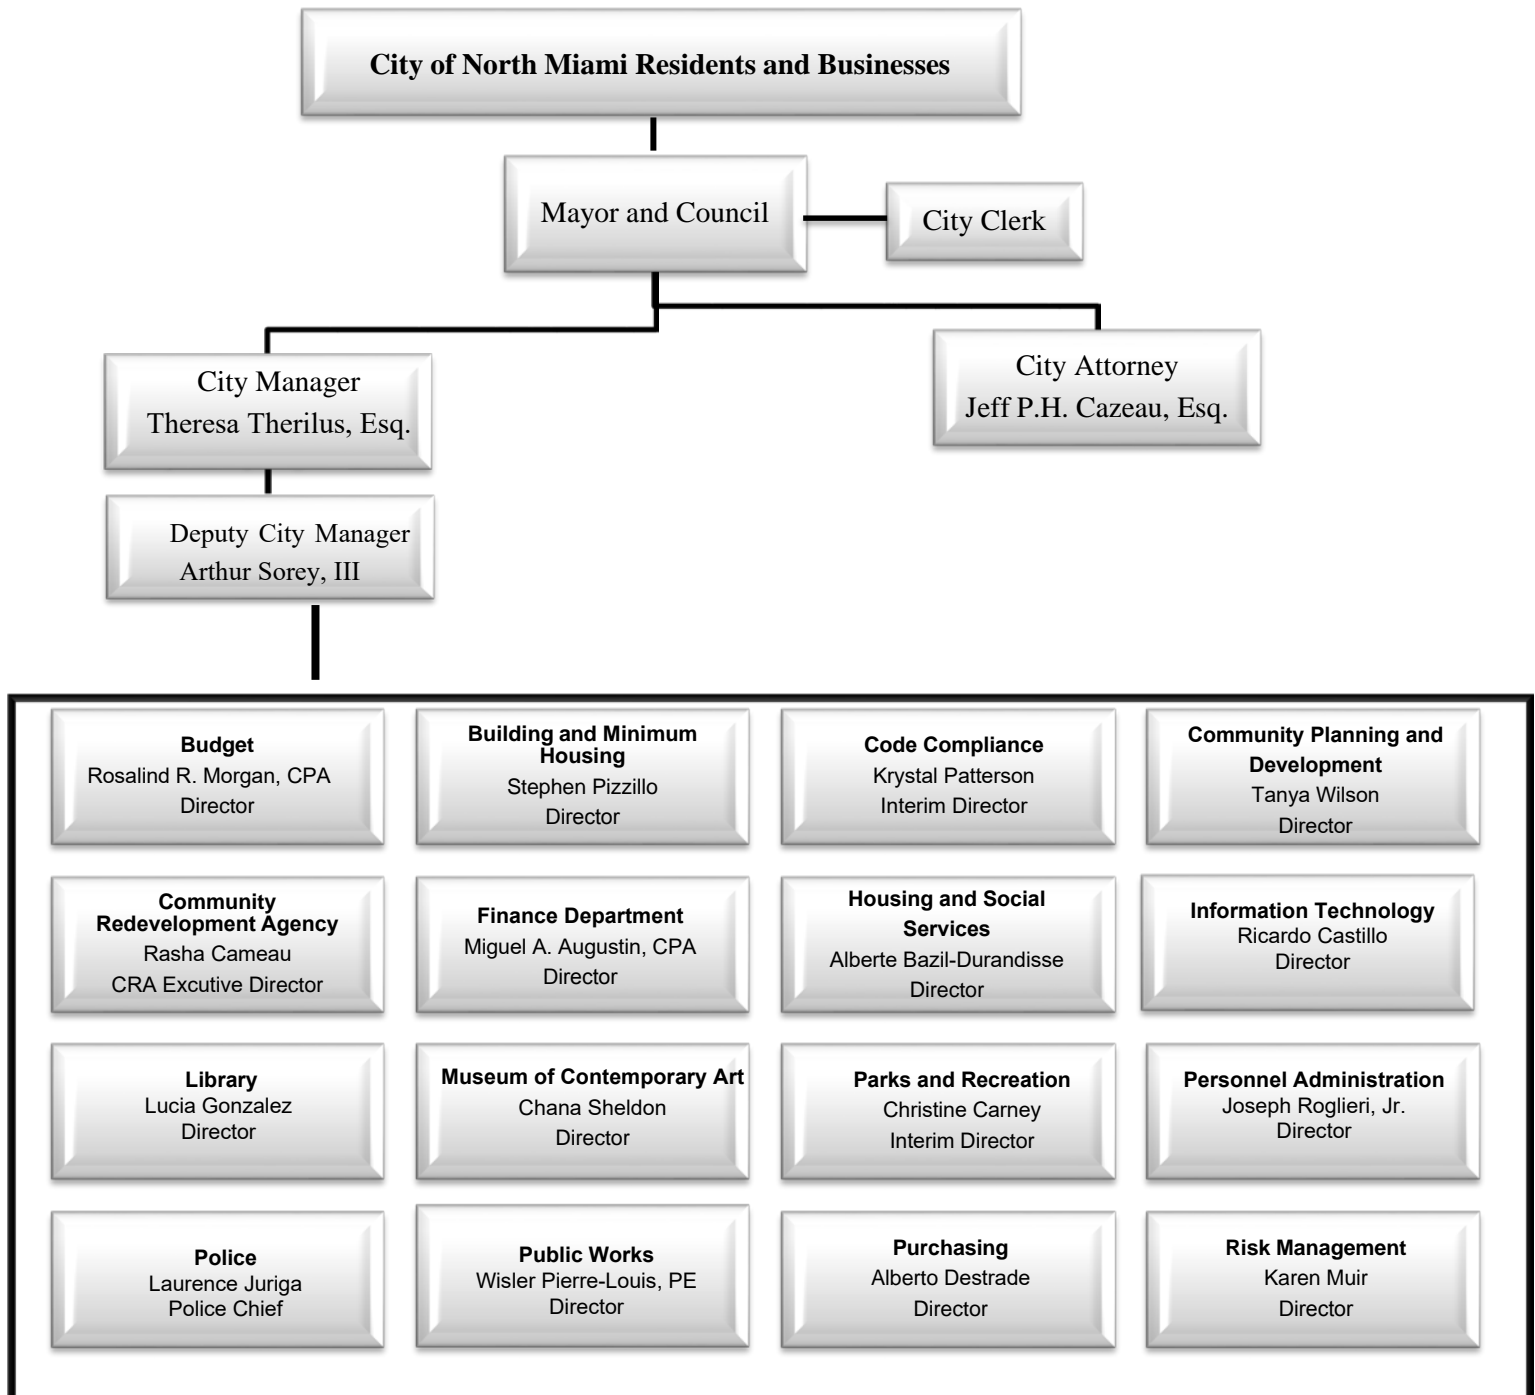 City of North Miami Residents and Businesses
Mayor and Council
City Clerk
City Manager
Theresa Therilus, Esq.
City Attorney
Jeff P.H. Cazeau, Esq.
Deputy City Manager
Arthur Sorey, III
Budget
Rosalind R. Morgan, CPA
Director
Building and Minimum
Housing
Stephen Pizzillo
Director
Code Compliance
Krystal Patterson
Interim Director
Community Planning and
Development
Tanya Wilson
Director
Community
Redevelopment Agency
Rasha Cameau
CRA Excutive Director
Finance Department
Miguel A. Augustin, CPA
Director
Housing and Social
Services
Alberte Bazil-Durandisse
Director
Information Technology
Ricardo Castillo
Director
Library
Lucia Gonzalez
Director
Museum of Contemporary Art
Chana Sheldon
Director
Parks and Recreation
Christine Carney
Interim Director
Personnel Administration
Joseph Roglieri, Jr.
Director
Police
Laurence Juriga
Police Chief
Public Works
Wisler Pierre-Louis, PE
Director
Purchasing
Alberto Destrade
Director
Risk Management
Karen Muir
Director